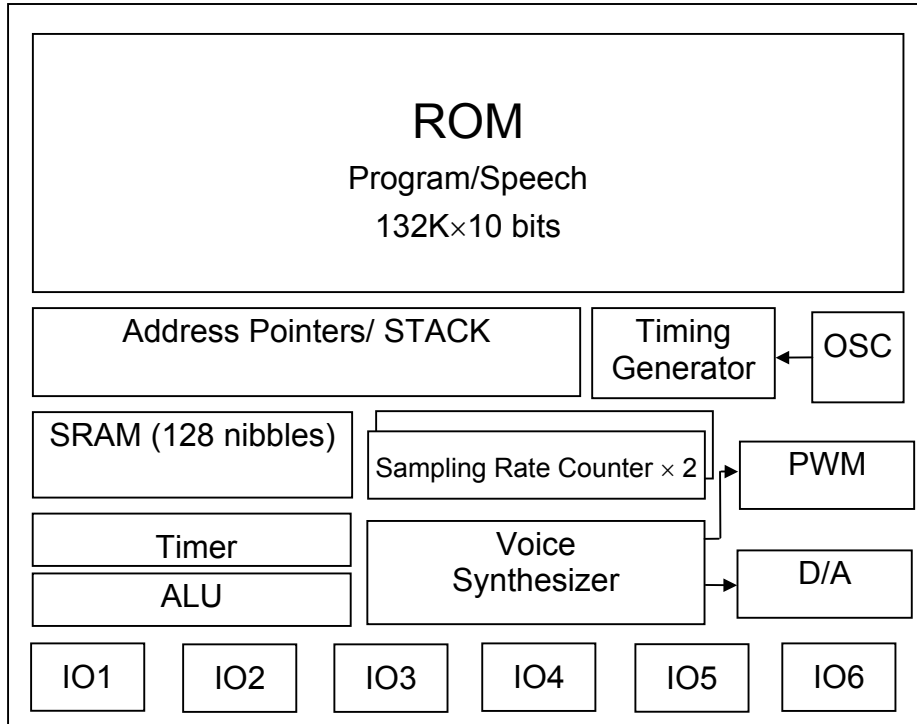 ROM
Program/Speech
132K×10 bits
Address Pointers/ STACK
Timing
Generator
OSC
SRAM (128 nibbles)
Sampling Rate Counter × 2
PWM
Timer
Voice
Synthesizer
D/A
ALU
IO1
IO2
IO3
IO4
IO5
IO6